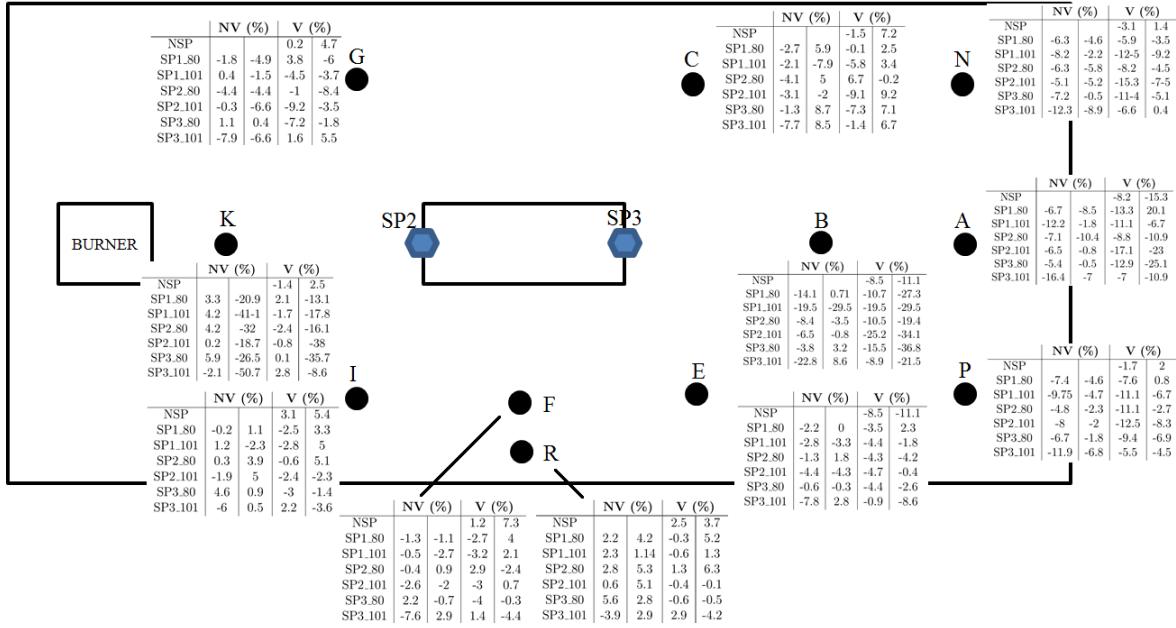 NV (%) V (%)
NSP 0.2 4.7
SP1_80 -1.8 -4.9 3.8 -6
SP1_101 0.4 -1.5 -4.5 -3.7
SP2_80 -4.4 -4.4 -1 -8.4
SP2_101 -0.3 -6.6 -9.2 -3.5
SP3_80 1.1 0.4 -7.2 -1.8
SP3_101 -7.9 -6.6 1.6 5.5
G
C
NV (%) V (%)
NSP -1.5 7.2
SP1_80 -2.7 5.9 -0.1 2.5
SP1_101 -2.1 -7.9 -5.8 3.4
SP2_80 -4.1 5 6.7 -0.2
SP2_101 -3.1 -2 -9.1 9.2
SP3_80 -1.3 8.7 -7.3 7.1
SP3_101 -7.7 8.5 -1.4 6.7
N
NV (%) V (%)
NSP -3.1 1.4
SP1_80 -6.3 -4.6 -5.9 -3.5
SP1_101 -8.2 -2.2 -12-5 -9.2
SP2_80 -6.3 -5.8 -8.2 -4.5
SP2_101 -5.1 -5.2 -15.3 -7-5
SP3_80 -7.2 -0.5 -11-4 -5.1
SP3_101 -12.3 -8.9 -6.6 0.4
BURNER
K
SP2
SP3
B
A
NV (%) V (%)
NSP -8.2 -15.3
SP1_80 -6.7 -8.5 -13.3 20.1
SP1_101 -12.2 -1.8 -11.1 -6.7
SP2_80 -7.1 -10.4 -8.8 -10.9
SP2_101 -6.5 -0.8 -17.1 -23
SP3_80 -5.4 -0.5 -12.9 -25.1
SP3_101 -16.4 -7 -7 -10.9
NV (%) V (%)
NSP -1.4 2.5
SP1_80 3.3 -20.9 2.1 -13.1
SP1_101 4.2 -41-1 -1.7 -17.8
SP2_80 4.2 -32 -2.4 -16.1
SP2_101 0.2 -18.7 -0.8 -38
SP3_80 5.9 -26.5 0.1 -35.7
SP3_101 -2.1 -50.7 2.8 -8.6
NV (%) V (%)
NSP -8.5 -11.1
SP1_80 -14.1 0.71 -10.7 -27.3
SP1_101 -19.5 -29.5 -19.5 -29.5
SP2_80 -8.4 -3.5 -10.5 -19.4
SP2_101 -6.5 -0.8 -25.2 -34.1
SP3_80 -3.8 3.2 -15.5 -36.8
SP3_101 -22.8 8.6 -8.9 -21.5
I
F
R
E
P
NV (%) V (%)
NSP -1.7 2
SP1_80 -7.4 -4.6 -7.6 0.8
SP1_101 -9.75 -4.7 -11.1 -6.7
SP2_80 -4.8 -2.3 -11.1 -2.7
SP2_101 -8 -2 -12.5 -8.3
SP3_80 -6.7 -1.8 -9.4 -6.9
SP3_101 -11.9 -6.8 -5.5 -4.5
NV (%) V (%)
NSP 3.1 5.4
SP1_80 -0.2 1.1 -2.5 3.3
SP1_101 1.2 -2.3 -2.8 5
SP2_80 0.3 3.9 -0.6 5.1
SP2_101 -1.9 5 -2.4 -2.3
SP3_80 4.6 0.9 -3 -1.4
SP3_101 -6 0.5 2.2 -3.6
NV (%) V (%)
NSP -8.5 -11.1
SP1_80 -2.2 0 -3.5 2.3
SP1_101 -2.8 -3.3 -4.4 -1.8
SP2_80 -1.3 1.8 -4.3 -4.2
SP2_101 -4.4 -4.3 -4.7 -0.4
SP3_80 -0.6 -0.3 -4.4 -2.6
SP3_101 -7.8 2.8 -0.9 -8.6
NV (%) V (%)
NSP 1.2 7.3
SP1_80 -1.3 -1.1 -2.7 4
SP1_101 -0.5 -2.7 -3.2 2.1
SP2_80 -0.4 0.9 2.9 -2.4
SP2_101 -2.6 -2 -3 0.7
SP3_80 2.2 -0.7 -4 -0.3
SP3_101 -7.6 2.9 1.4 -4.4
NV (%) V (%)
NSP 2.5 3.7
SP1_80 2.2 4.2 -0.3 5.2
SP1_101 2.3 1.14 -0.6 1.3
SP2_80 2.8 5.3 1.3 6.3
SP2_101 0.6 5.1 -0.4 -0.1
SP3_80 5.6 2.8 -0.6 -0.5
SP3_101 -3.9 2.9 2.9 -4.2